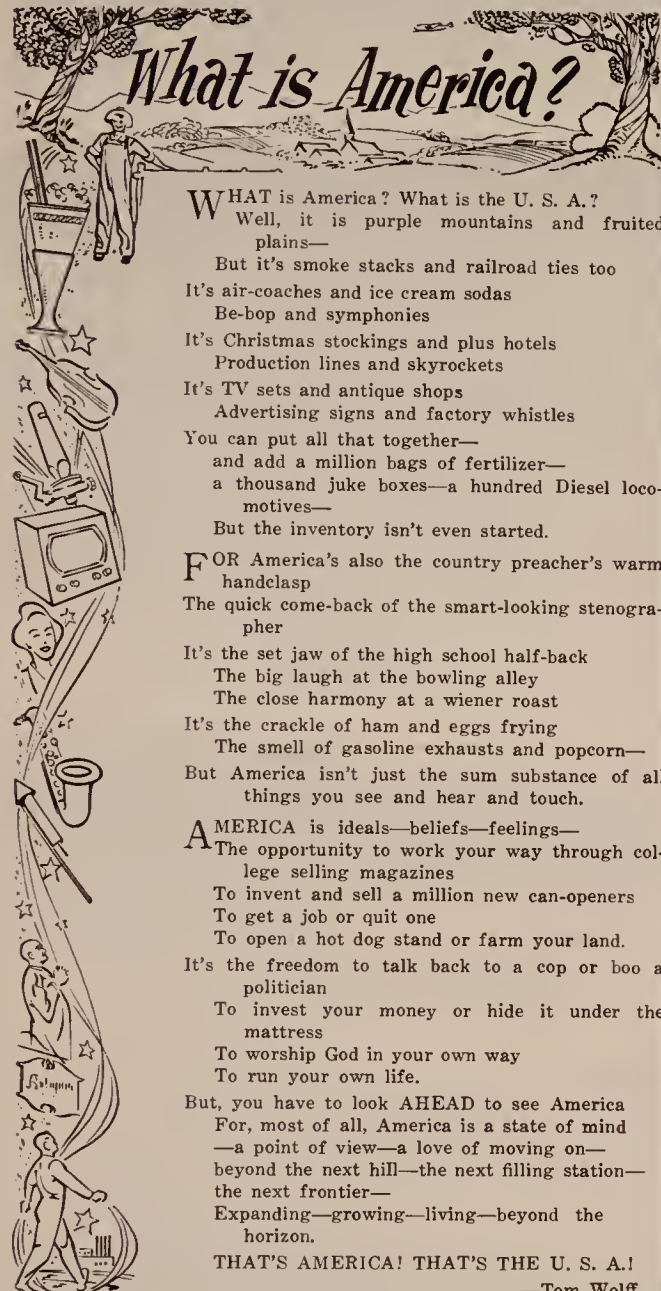 What is America?
WHAT is America? What is the U. S. A.?
Well, it is purple mountains and fruited
plains—
But it's smoke stacks and railroad ties too
It's air-coaches and ice cream sodas
Be-bop and symphonies
It's Christmas stockings and plus hotels
Production lines and skyrockets
It's TV sets and antique shops
Advertising signs and factory whistles
You can put all that together—
and add a million bags of fertilizer—
a thousand juke boxes—a hundred Diesel loco-
motives—
But the inventory isn't even started.
FOR America's also the country preacher's warm
handclasp
The quick come-back of the smart-looking stenogra-
pher
It's the set jaw of the high school half-back
The big laugh at the bowling alley
The close harmony at a wiener roast
It's the crackle of ham and eggs frying
The smell of gasoline exhausts and popcorn—
But America isn't just the sum substance of all
things you see and hear and touch.
AMERICA is ideals—beliefs—feelings—
The opportunity to work your way through col-
lege selling magazines
To invent and sell a million new can-openers
To get a job or quit one
To open a hot dog stand or farm your land.
It's the freedom to talk back to a cop or boo a
politician
To invest your money or hide it under the
mattress
To worship God in your own way
To run your own life.
But, you have to look AHEAD to see America
For, most of all, America is a state of mind
—a point of view—a love of moving on—
beyond the next hill—the next filling station—
the next frontier—
Expanding—growing—living—beyond the
horizon.
THAT'S AMERICA! THAT'S THE U. S. A.!
—Tom Wolff